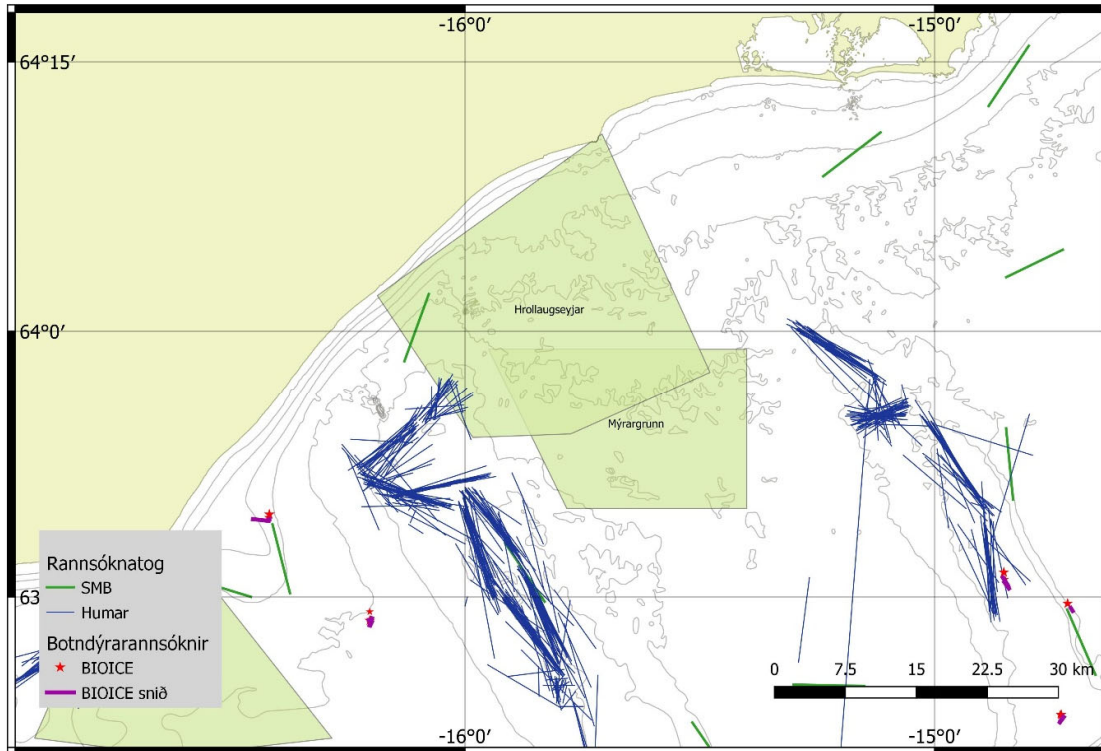 -16°0′ -15°0′
64°15′
64°0′
Hrollaugseyjar
Mýrargrunn
63
Rannsóknatog
SMB
Humar
Botndýrarannsóknir
BIOICE
BIOICE snið
0 7.5 15 22.5 30 km
-16°0′ -15°0′